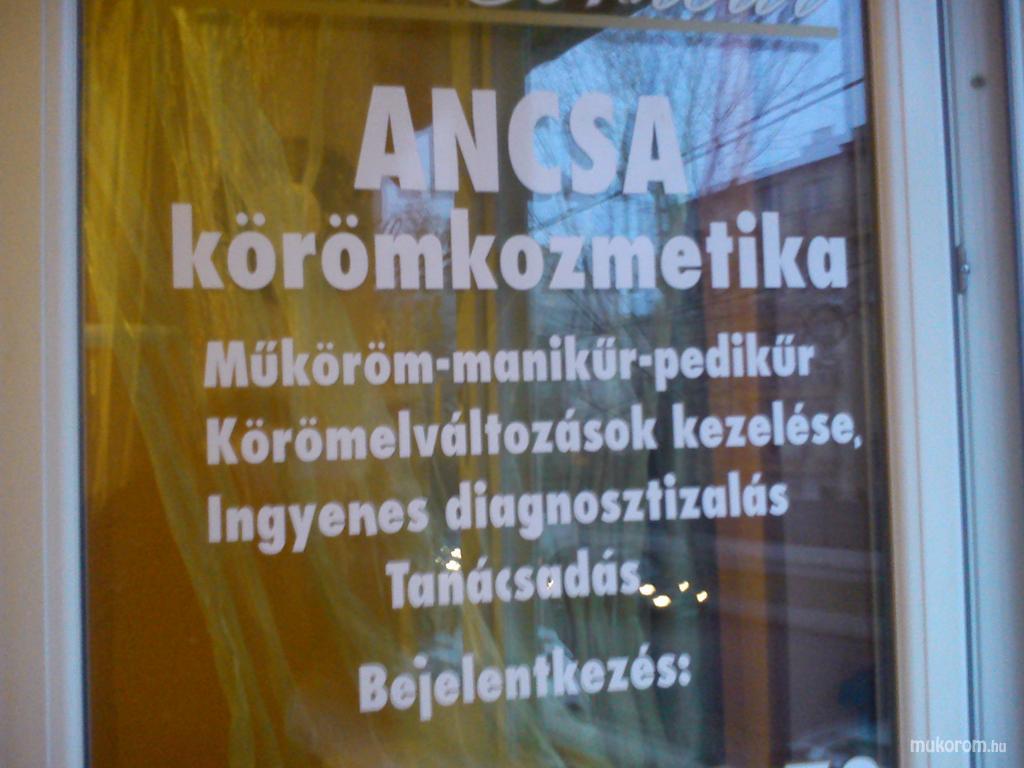 ANCSA
körömkozmetika
Műköröm-manikűr-pedikűr
Körömelváltozások kezelése,
Ingyenes diagnosztizalás
Tanácsadás
Bejelentkezés:
mukorom.hu